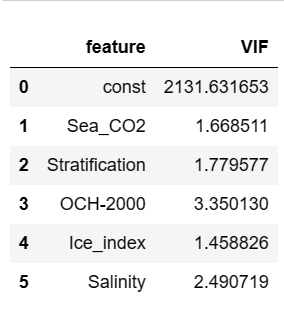 feature VIF
0 const 2131.631653
1 Sea_CO2 1.668511
2 Stratification 1.779577
3 OCH-2000 3.350130
4 Ice_index 1.458826
5 Salinity 2.490719